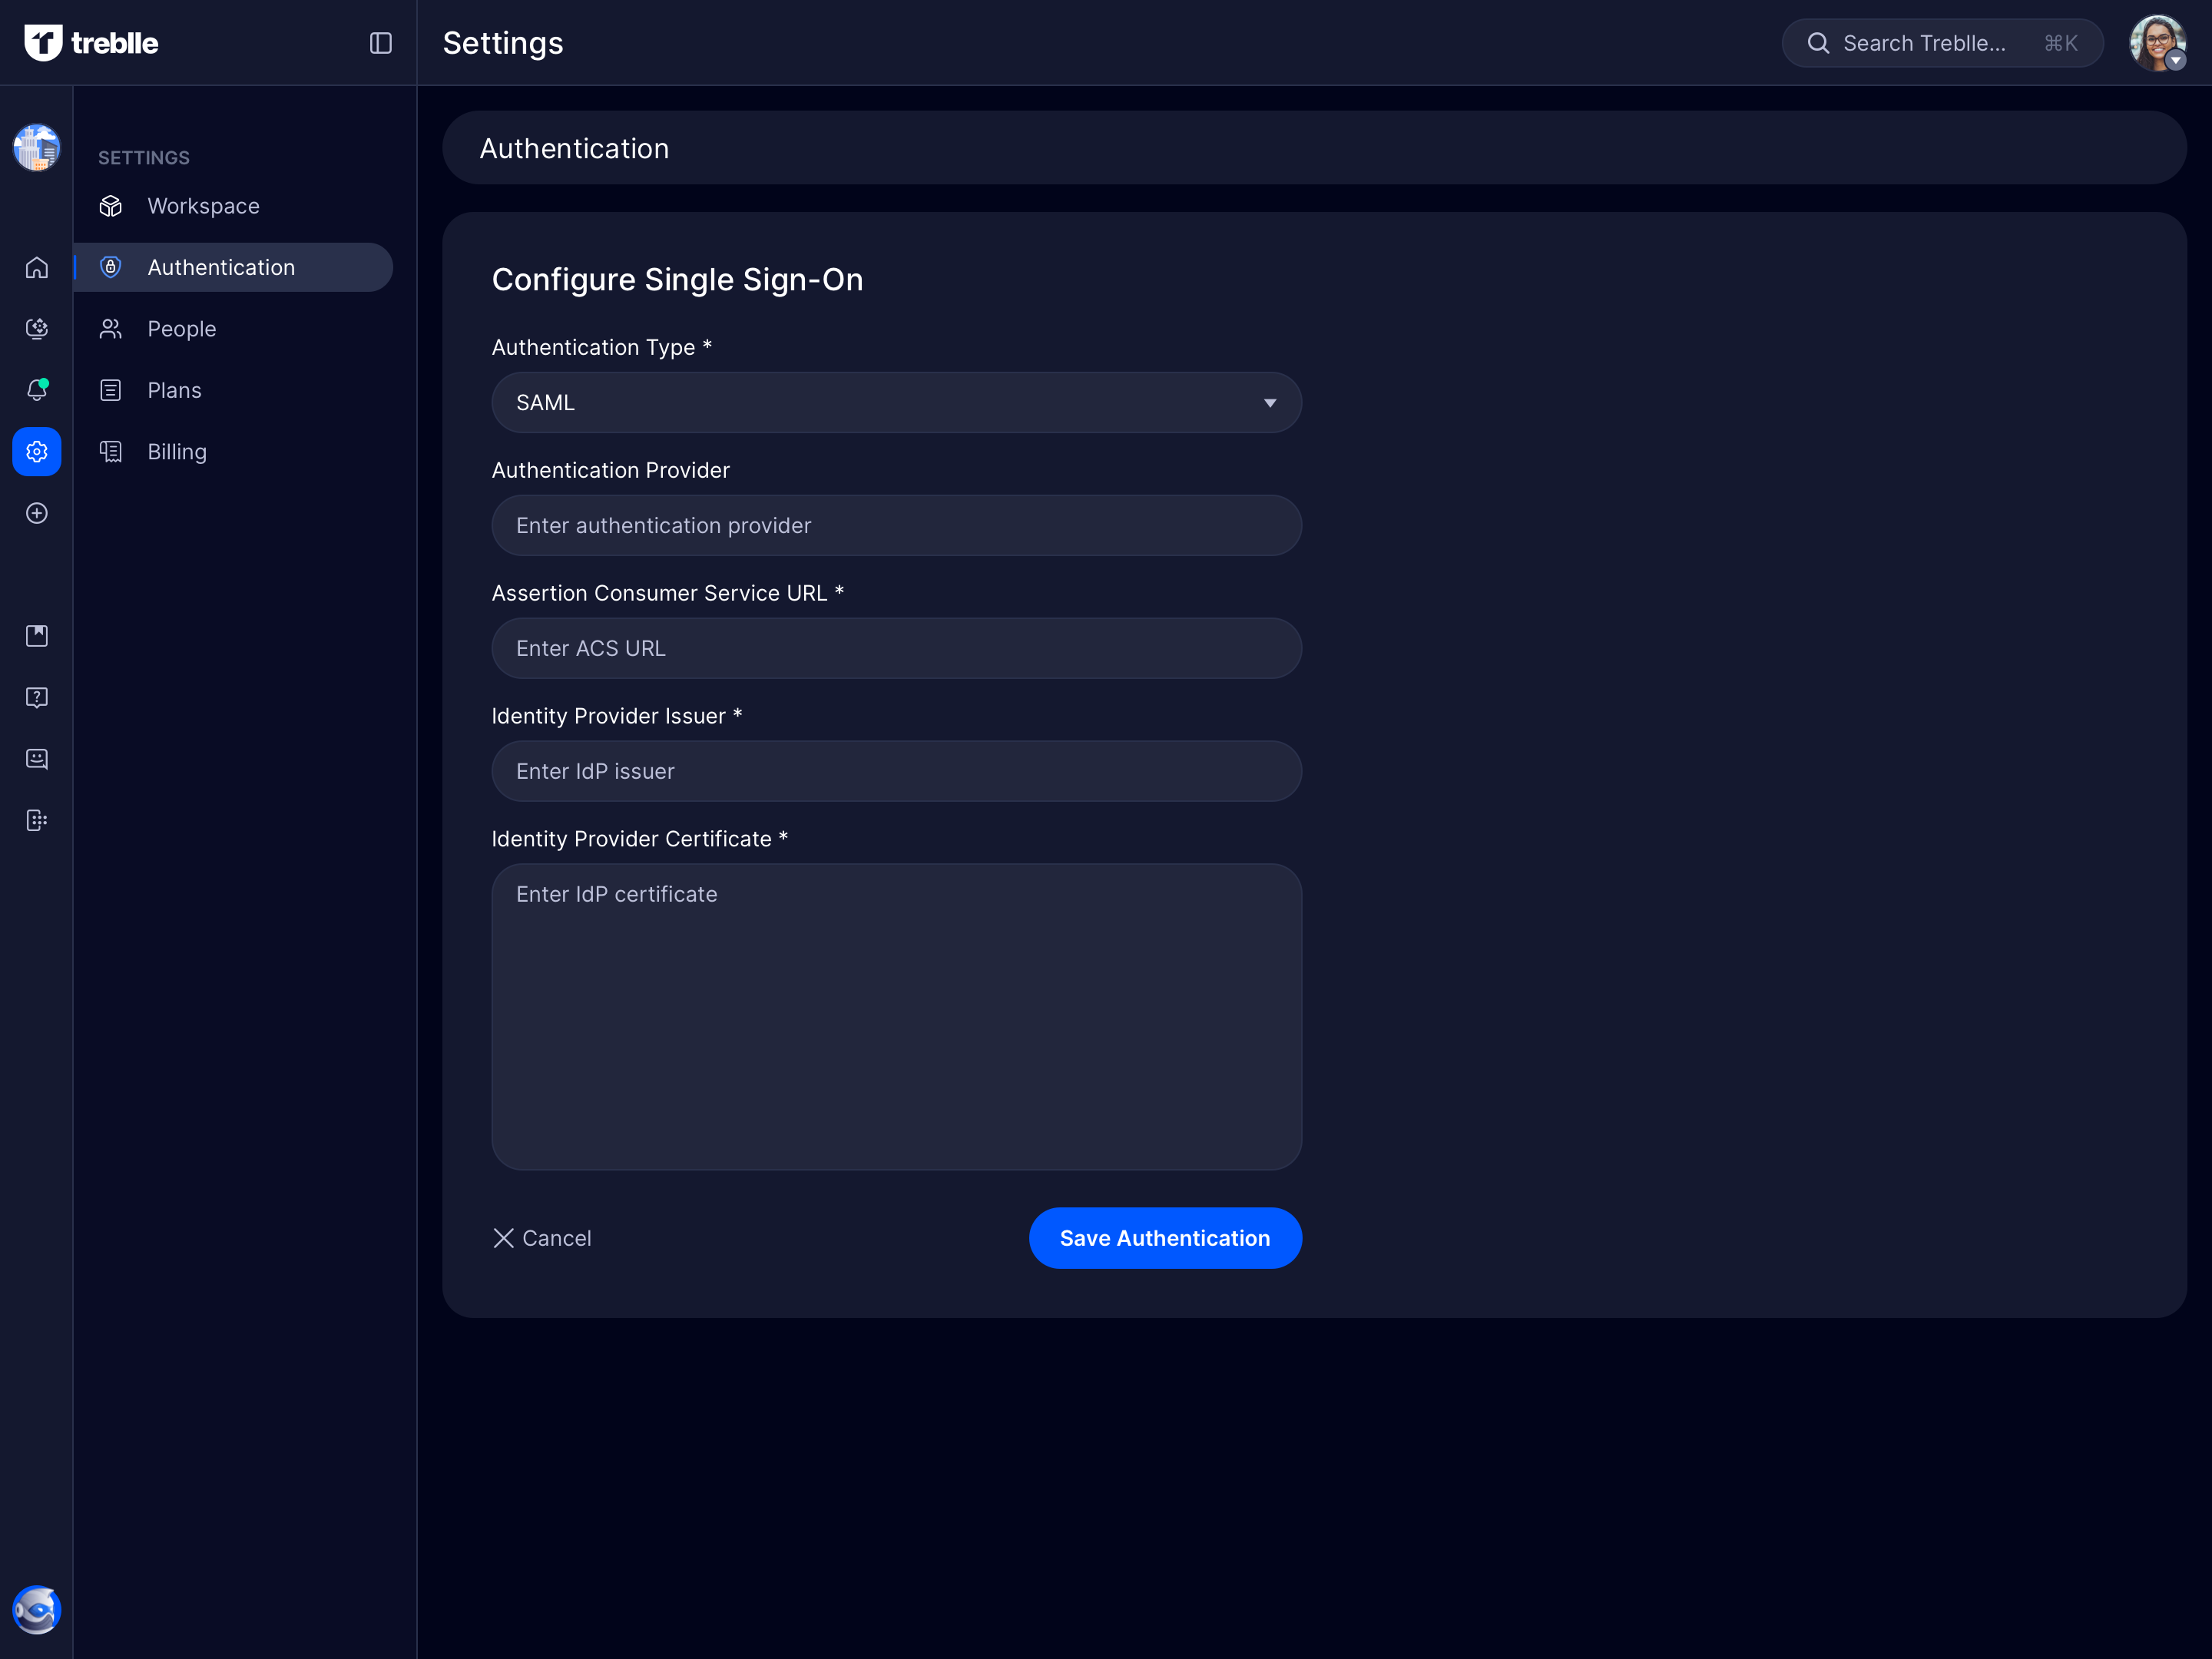 treblle
Settings
Search Treblle...
⌘K
SETTINGS
Workspace
Authentication
People
Plans
Billing
Authentication
Configure Single Sign-On
Authentication Type *
SAML
Authentication Provider
Enter authentication provider
Assertion Consumer Service URL *
Enter ACS URL
Identity Provider Issuer *
Enter IdP issuer
Identity Provider Certificate *
Enter IdP certificate
Cancel
Save Authentication